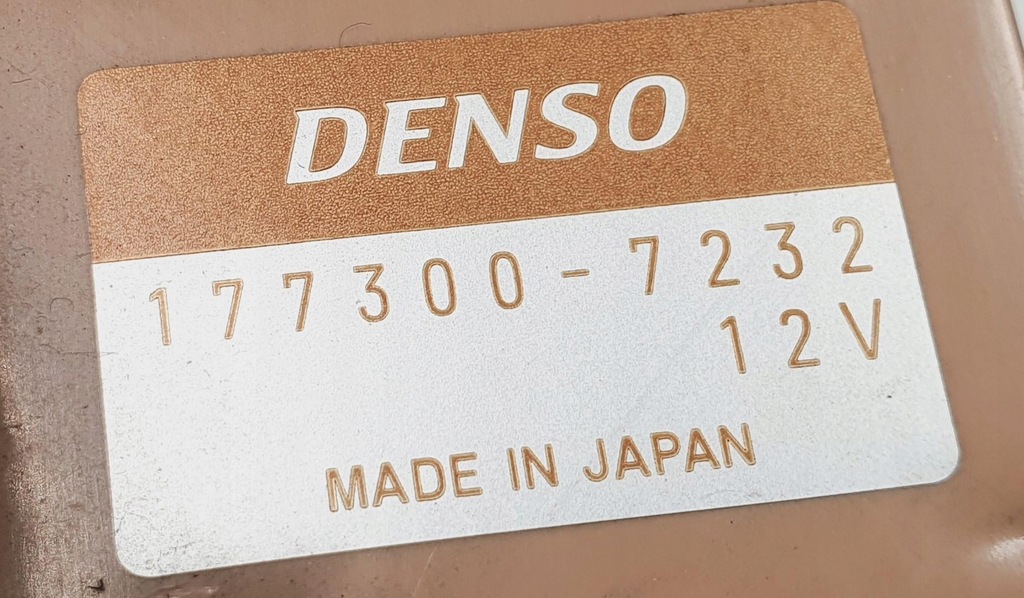 DENSO
177300-7232
12V
MADE IN JAPAN